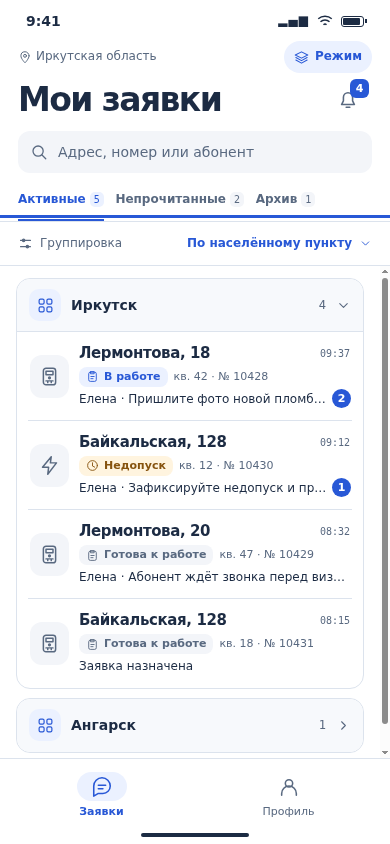 9:41
Иркутская область
Режим
Мои заявки
4
Адрес, номер или абонент
Активные 5 Непрочитанные 2 Архив 1
Группировка
По населённому пункту
Иркутск 4
Лермонтова, 18 09:37
В работе кв. 42 · № 10428
Елена · Пришлите фото новой пломб… 2
Байкальская, 128 09:12
Недопуск кв. 12 · № 10430
Елена · Зафиксируйте недопуск и пр… 1
Лермонтова, 20 08:32
Готова к работе кв. 47 · № 10429
Елена · Абонент ждёт звонка перед виз…
Байкальская, 128 08:15
Готова к работе кв. 18 · № 10431
Заявка назначена
Ангарск 1
Заявки
Профиль